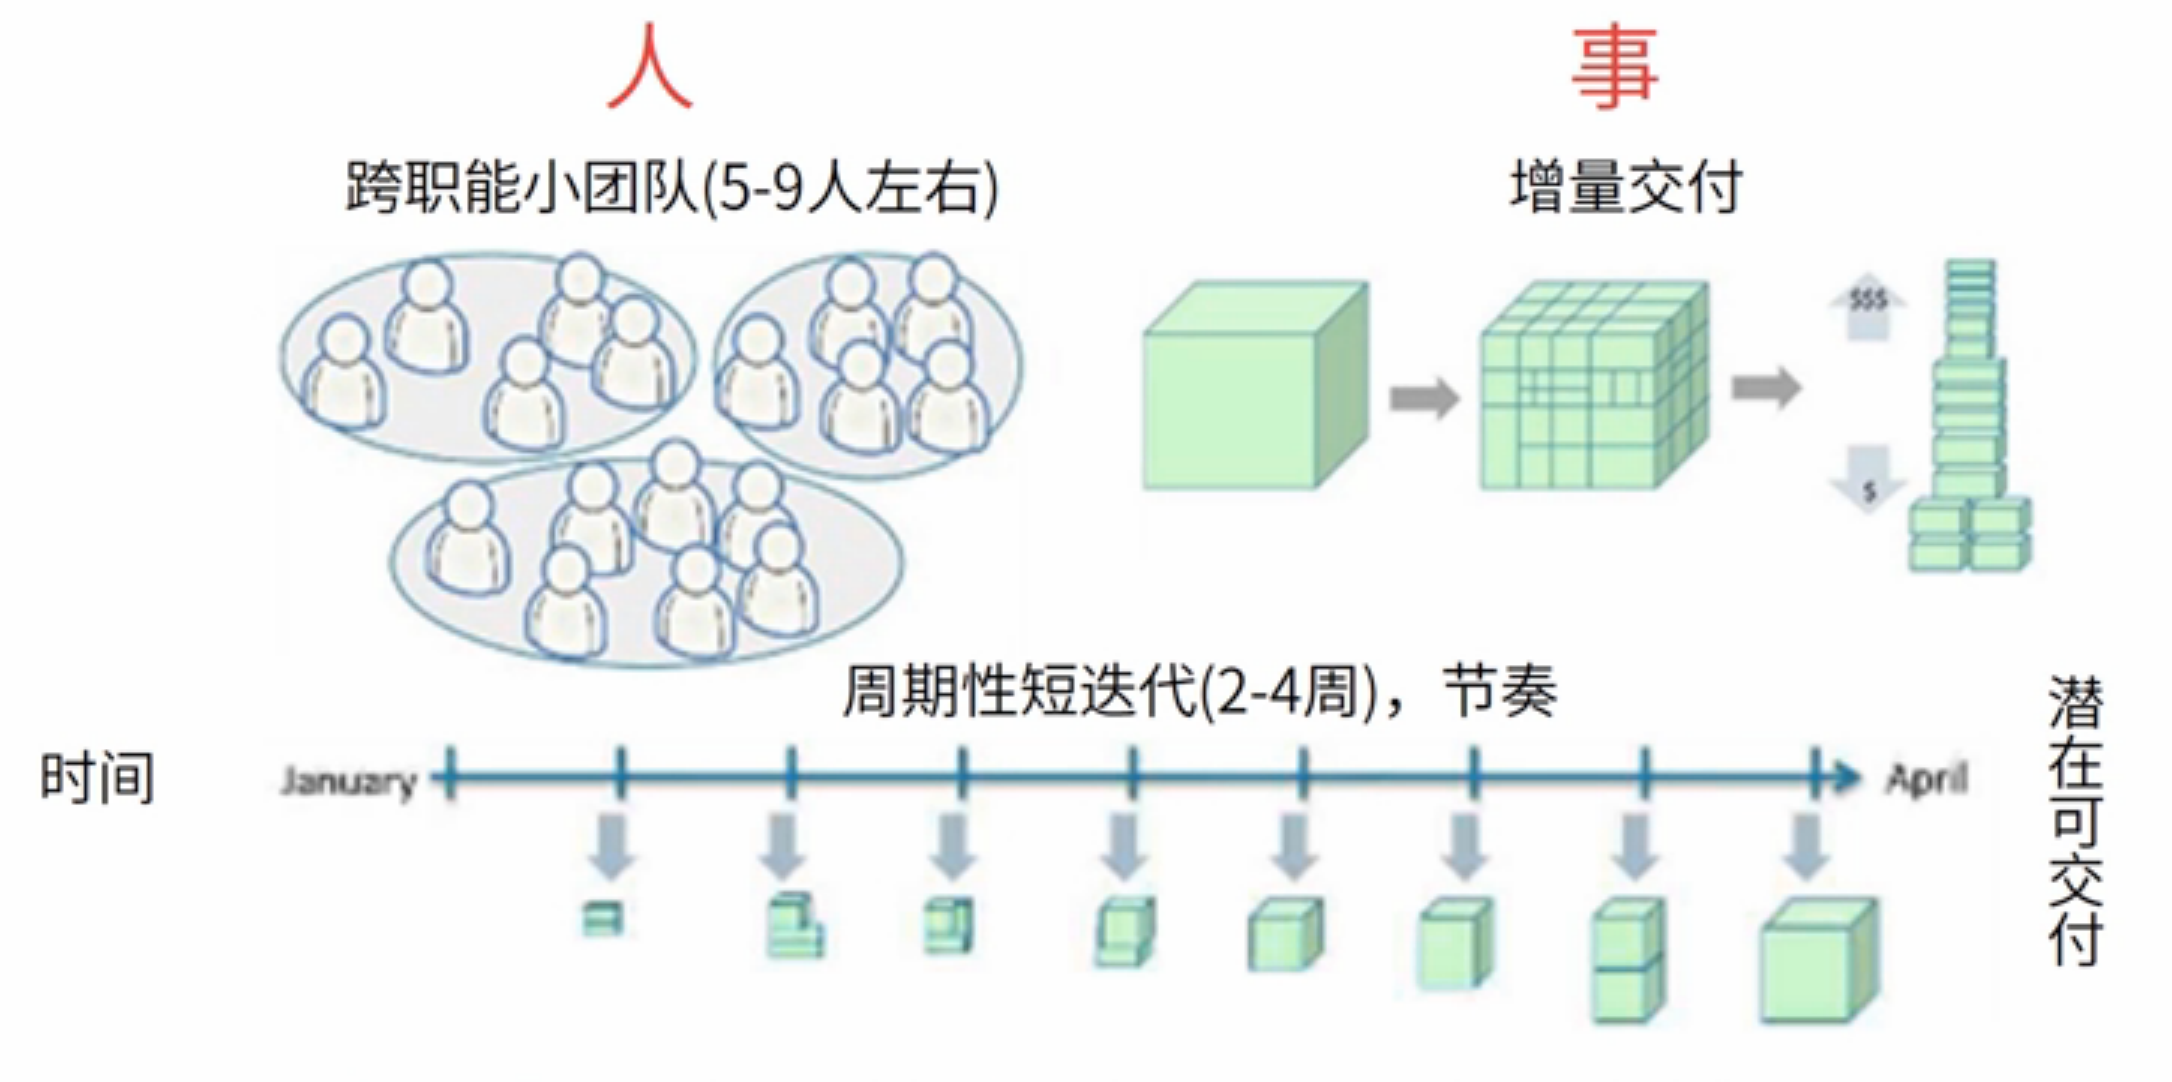 人
事
跨职能小团队(5-9人左右)
增量交付
$$$
$
周期性短迭代(2-4周)，节奏
时间
January
April
潜在可交付